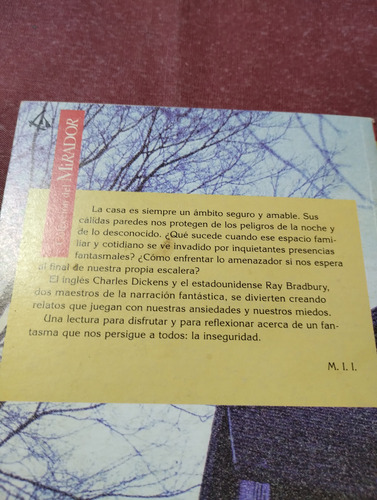 del MiRADOR
La casa es siempre un ámbito seguro y amable. Sus
cálidas paredes nos protegen de los peligros de la noche y
de lo desconocido. ¿Qué sucede cuando ese espacio fami-
liar y cotidiano se ve invadido por inquietantes presencias
fantasmales? ¿Cómo enfrentar lo amenazador si nos espera
al final de nuestra propia escalera?
El inglés Charles Dickens y el estadounidense Ray Bradbury,
dos maestros de la narración fantástica, se divierten creando
relatos que juegan con nuestras ansiedades y nuestros miedos.
Una lectura para disfrutar y para reflexionar acerca de un fan-
tasma que nos persigue a todos: la inseguridad.
M. I. I.